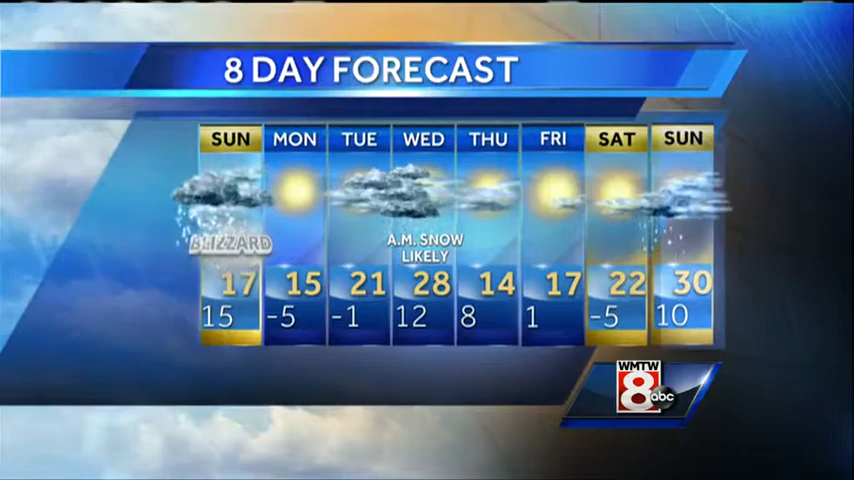 8 DAY FORECAST
SUN MON TUE WED THU FRI SAT SUN
BLIZZARD
A.M. SNOW
LIKELY
17 15 21 28 14 17 22 30
15 -5 -1 12 8 1 -5 10
WMTW
8
abc